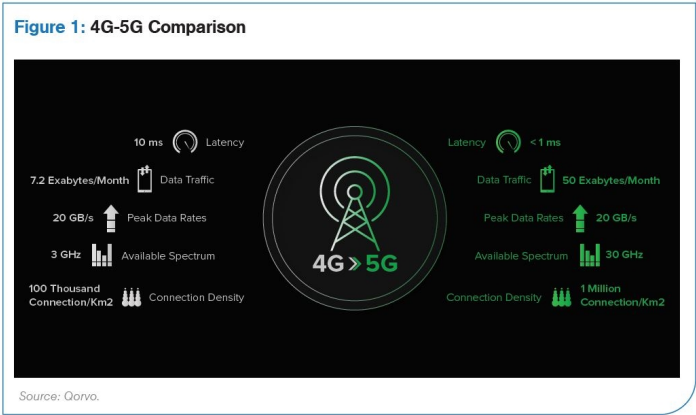 Figure 1: 4G-5G Comparison
10 ms Latency
7.2 Exabytes/Month Data Traffic
20 GB/s Peak Data Rates
3 GHz Available Spectrum
100 Thousand
Connection/Km2 Connection Density
4G > 5G
Latency <1 ms
Data Traffic 50 Exabytes/Month
Peak Data Rates 20 GB/s
Available Spectrum 30 GHz
Connection Density 1 Million
Connection/Km2
Source: Qorvo.